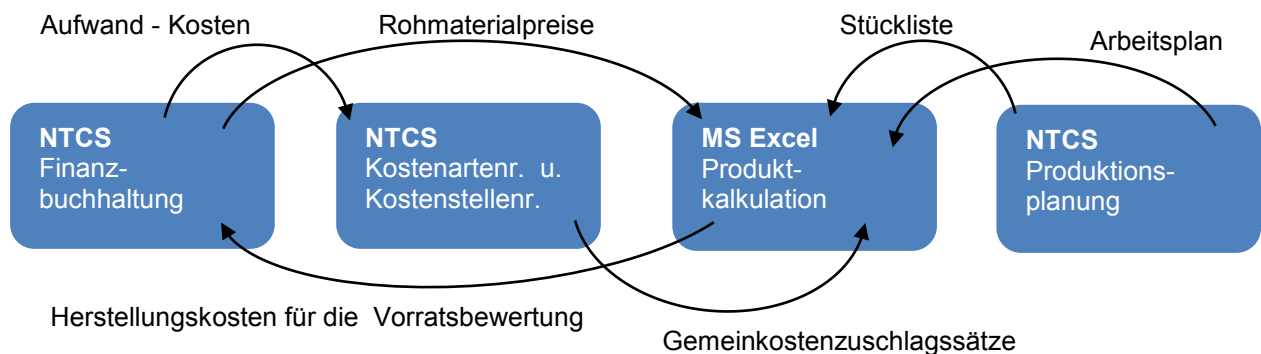 Aufwand - Kosten
Rohmaterialpreise
Stückliste
Arbeitsplan
NTCS
Finanz-
buchhaltung
NTCS
Kostenartenr. u.
Kostenstellenr.
MS Excel
Produkt-
kalkulation
NTCS
Produktions-
planung
Herstellungskosten für die Vorratsbewertung
Gemeinkostenzuschlagssätze